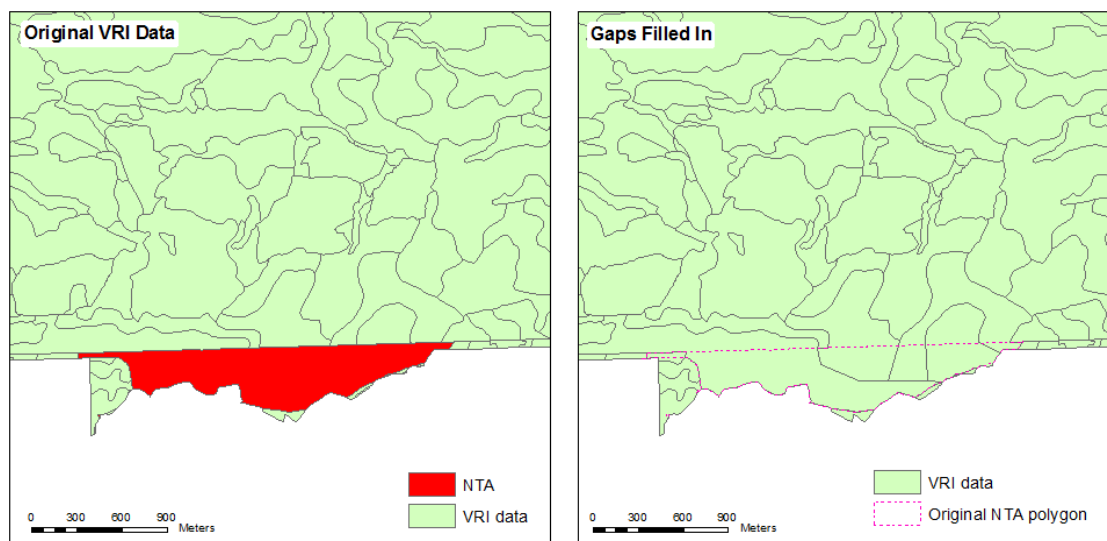 Original VRI Data
NTA
VRI data
0 300 600 900
Meters
Gaps Filled In
VRI data
Original NTA polygon
0 300 600 900
Meters